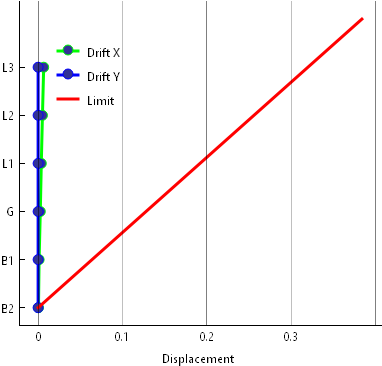 Drift X
Drift Y
Limit
L3
L2
L1
G
B1
B2
0
0.1
0.2
0.3
Displacement